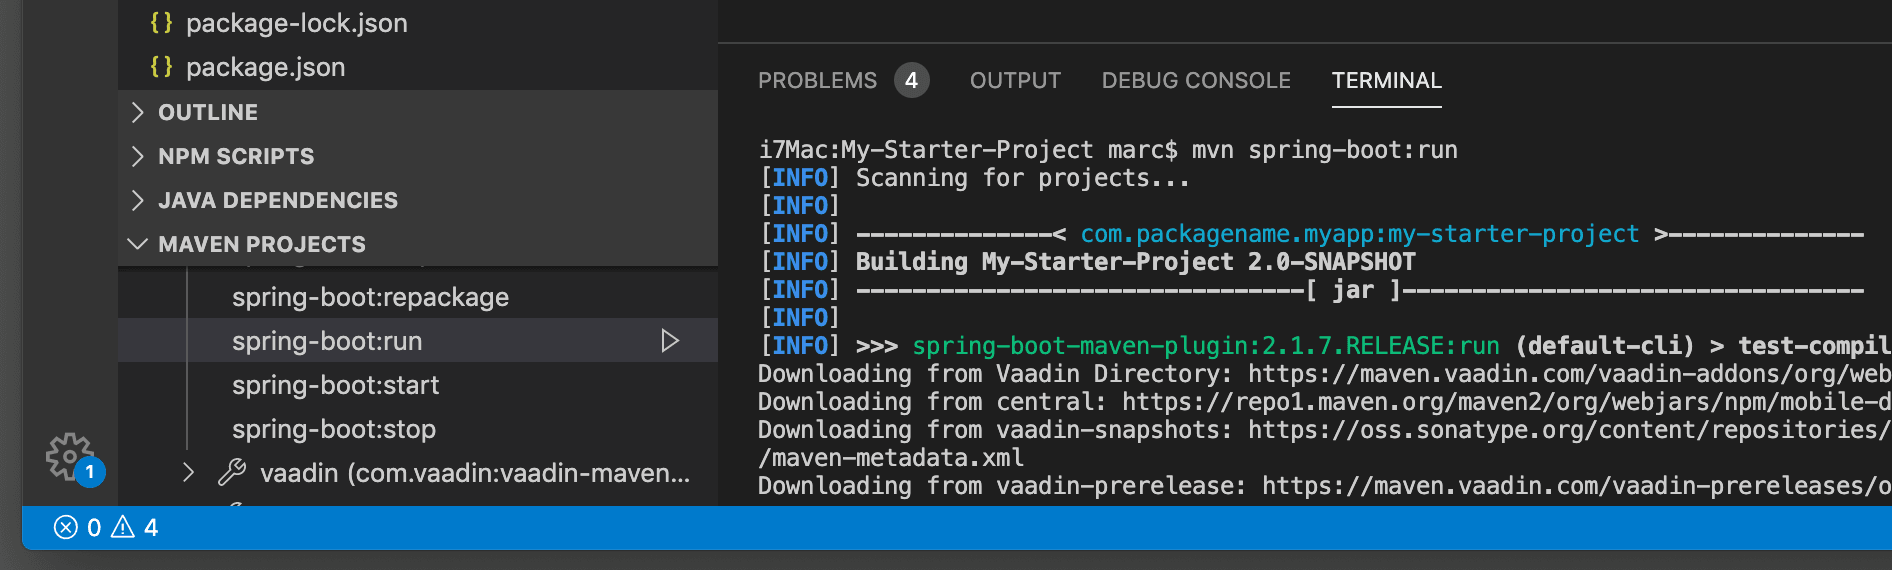 {} package-lock.json
{} package.json
OUTLINE
NPM SCRIPTS
JAVA DEPENDENCIES
MAVEN PROJECTS
spring-boot:repackage
spring-boot:run
spring-boot:start
spring-boot:stop
vaadin (com.vaadin:vaadin-maven...
1
0 4
PROBLEMS 4 OUTPUT DEBUG CONSOLE TERMINAL
i7Mac:My-Starter-Project marc$ mvn spring-boot:run
[INFO] Scanning for projects...
[INFO]
[INFO] --------------< com.packagename.myapp:my-starter-project >--------------
[INFO] Building My-Starter-Project 2.0-SNAPSHOT
[INFO] --------------------------------[ jar ]---------------------------------
[INFO]
[INFO] >>> spring-boot-maven-plugin:2.1.7.RELEASE:run (default-cli) > test-compil
Downloading from Vaadin Directory: https://maven.vaadin.com/vaadin-addons/org/web
Downloading from central: https://repo1.maven.org/maven2/org/webjars/npm/mobile-d
Downloading from vaadin-snapshots: https://oss.sonatype.org/content/repositories/
/maven-metadata.xml
Downloading from vaadin-prerelease: https://maven.vaadin.com/vaadin-prereleases/o